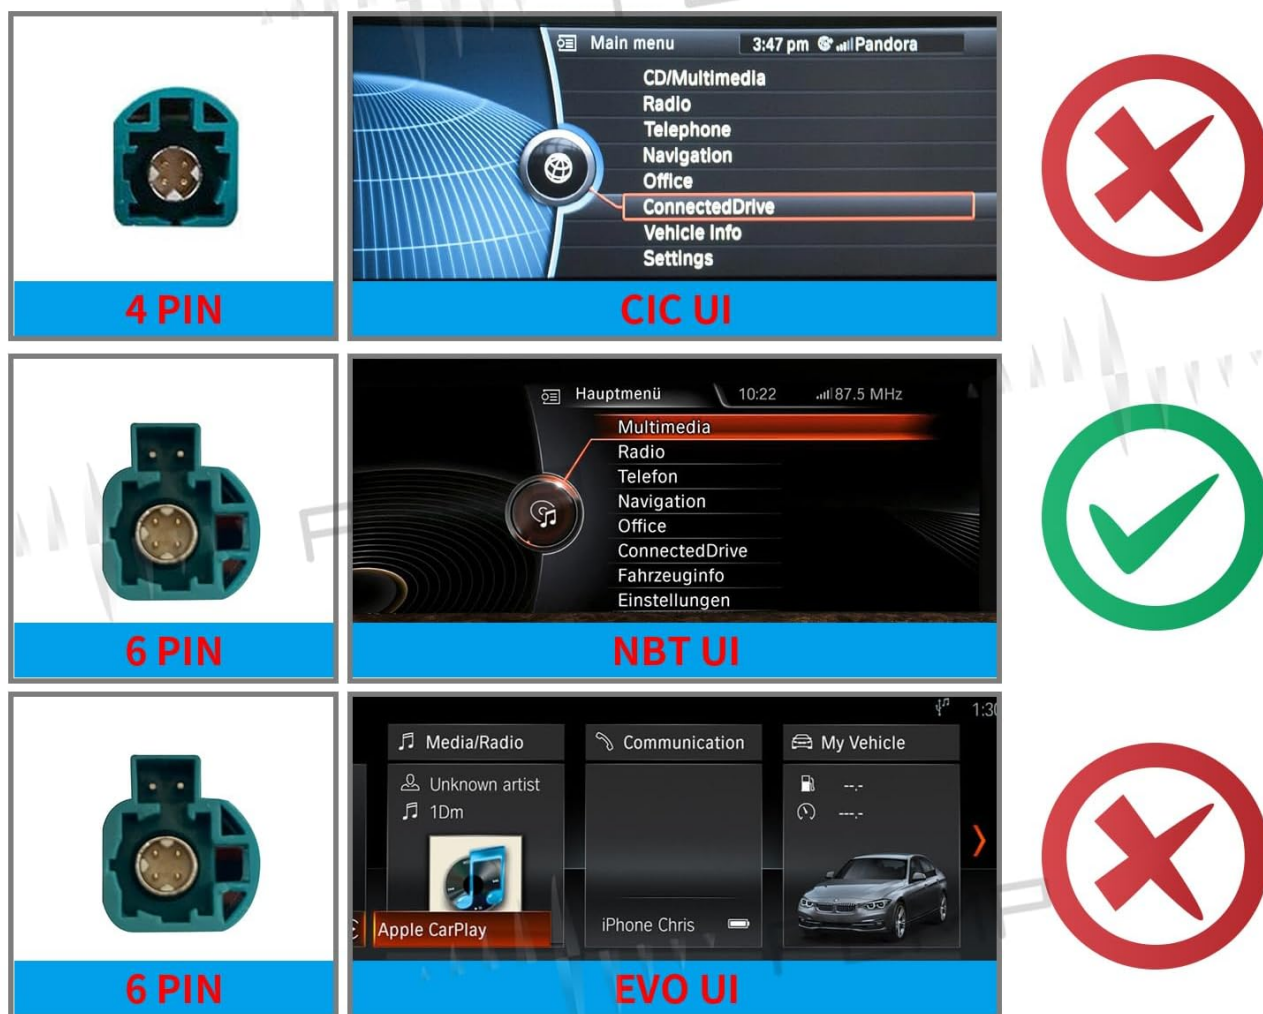 Main menu
3:47 pm Pandora
CD/Multimedia
Radio
Telephone
Navigation
Office
ConnectedDrive
Vehicle Info
Settings
4 PIN
CIC UI
Hauptmenü
10:22
87.5 MHz
Multimedia
Radio
Telefon
Navigation
Office
ConnectedDrive
Fahrzeuginfo
Einstellungen
6 PIN
NBT UI
Media/Radio
Communication
My Vehicle
Unknown artist
--.-
1Dm
---.-
Apple CarPlay
iPhone Chris
6 PIN
EVO UI